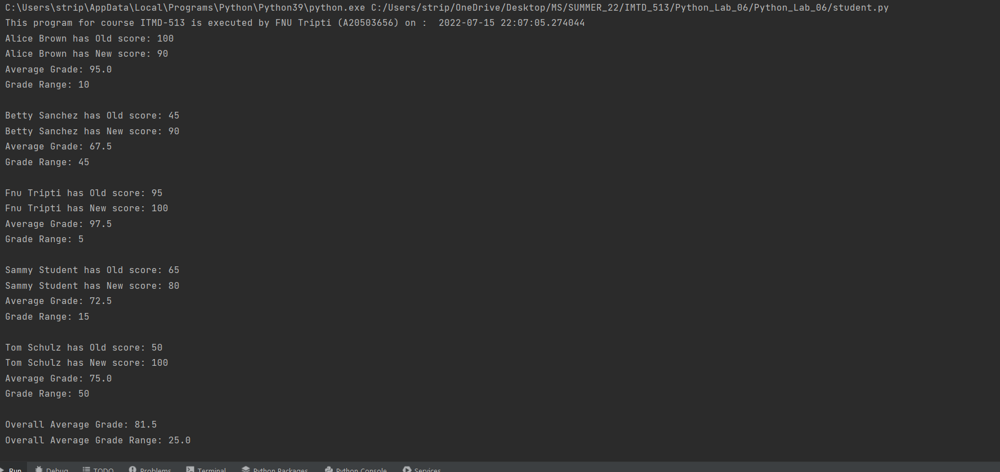 C:\Users\strip\AppData\Local\Programs\Python\Python39\python.exe C:/Users/strip/OneDrive/Desktop/MS/SUMMER_22/IMTD_513/Python_Lab_06/Python_Lab_06/student.py
This program for course ITMD-513 is executed by FNU Tripti (A20503656) on :  2022-07-15 22:07:05.274044
Alice Brown has Old score: 100
Alice Brown has New score: 90
Average Grade: 95.0
Grade Range: 10
Betty Sanchez has Old score: 45
Betty Sanchez has New score: 90
Average Grade: 67.5
Grade Range: 45
Fnu Tripti has Old score: 95
Fnu Tripti has New score: 100
Average Grade: 97.5
Grade Range: 5
Sammy Student has Old score: 65
Sammy Student has New score: 80
Average Grade: 72.5
Grade Range: 15
Tom Schulz has Old score: 50
Tom Schulz has New score: 100
Average Grade: 75.0
Grade Range: 50
Overall Average Grade: 81.5
Overall Average Grade Range: 25.0
Run Debug TODO Problems Terminal Python Packages Python Console Services